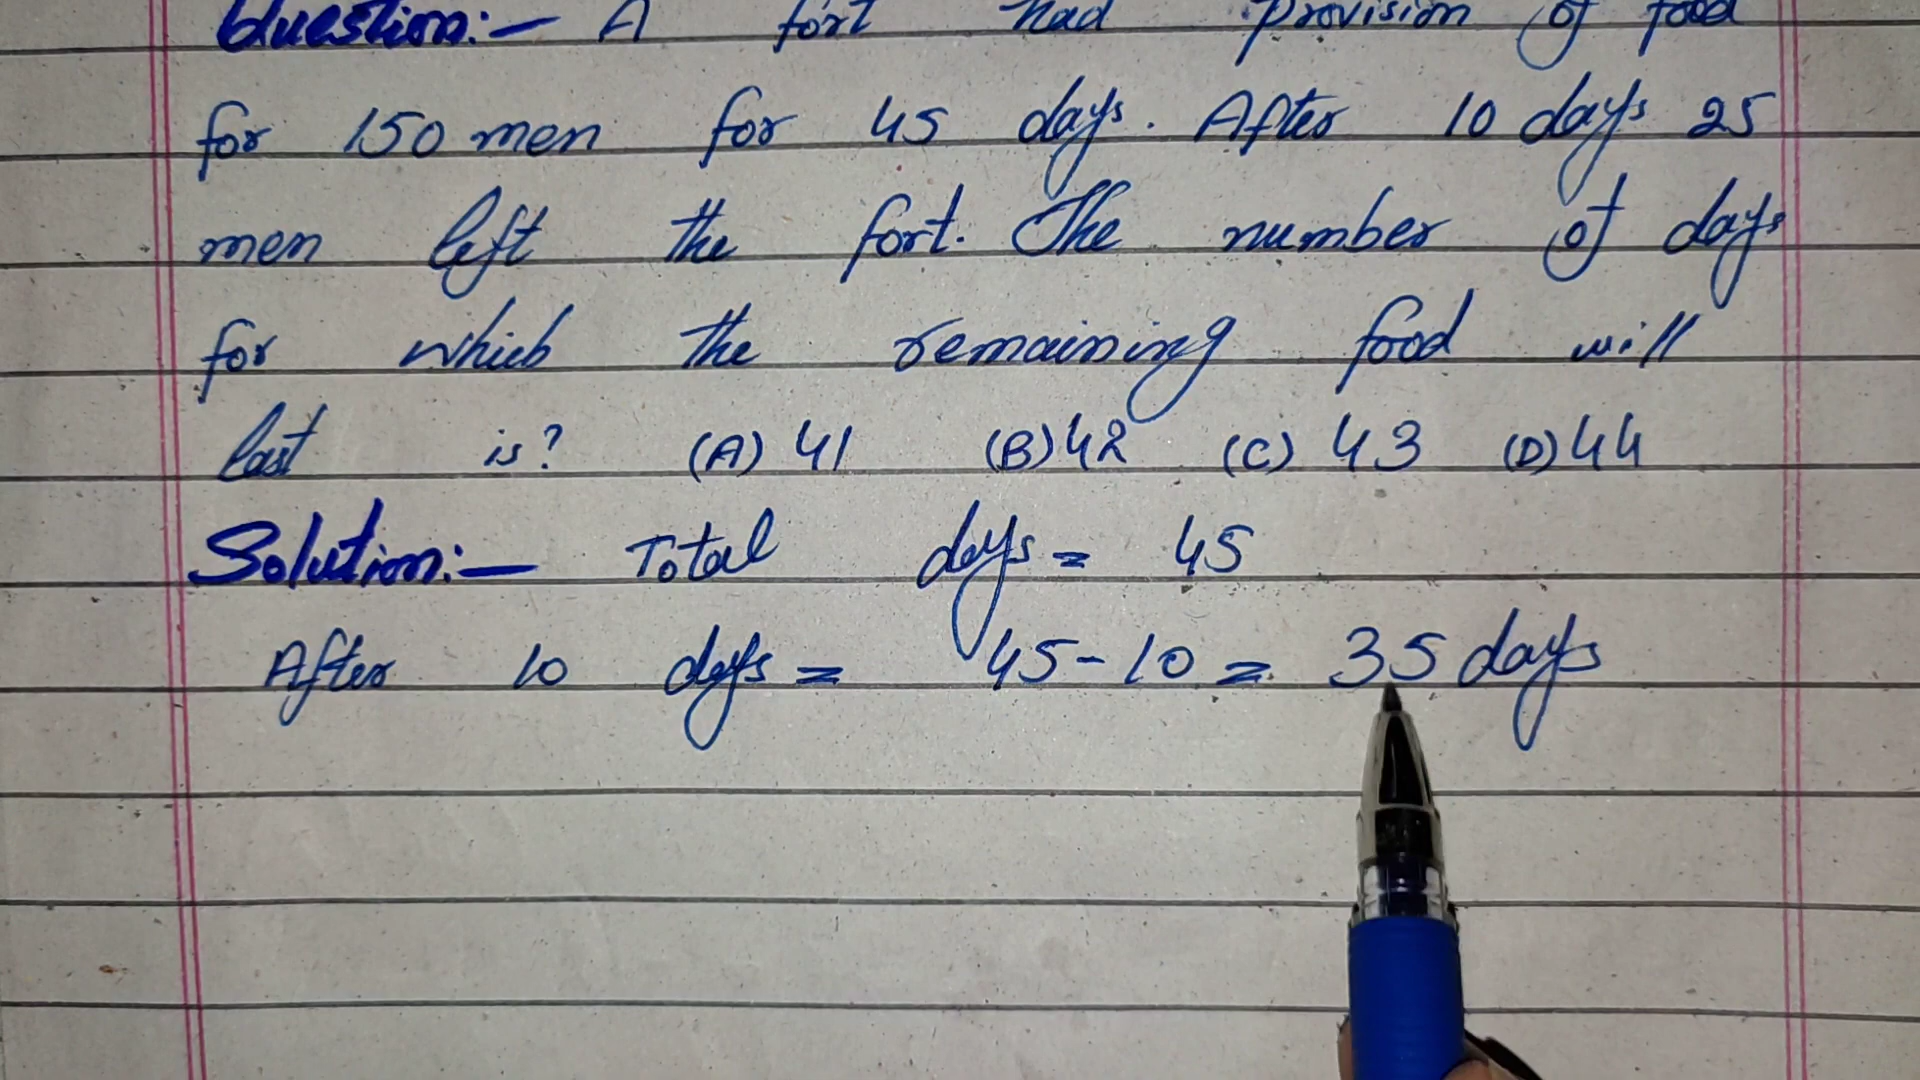 Question:- A fort had provision of food
for 150 men for 45 days. After 10 days 25
men left the fort. The number of days
for which the remaining food will
last is? (A) 41 (B) 42 (C) 43 (D) 44
Solution:- Total days = 45
After 10 days = 45-10 = 35 days